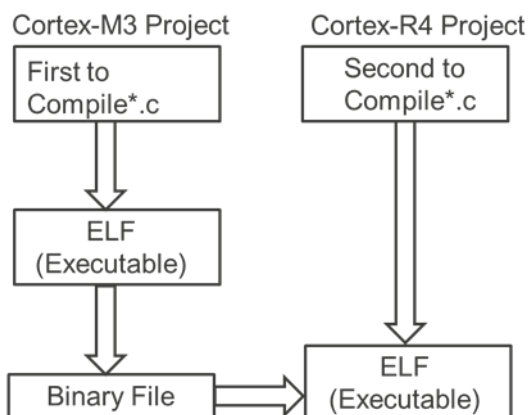 Cortex-M3 Project
Cortex-R4 Project
First to
Compile*.c
Second to
Compile*.c
ELF
(Executable)
Binary File
ELF
(Executable)